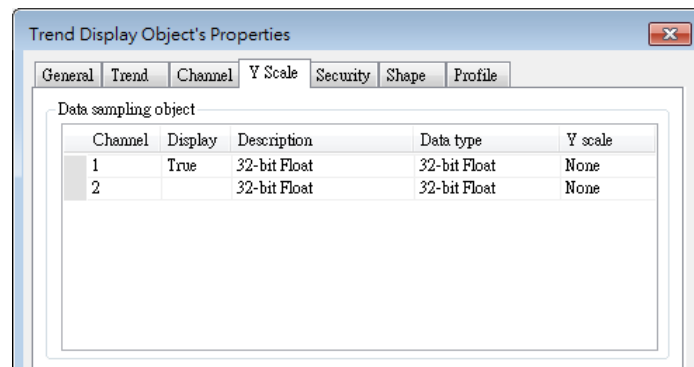 Trend Display Object's Properties
General Trend Channel Y Scale Security Shape Profile
Data sampling object
Channel Display Description Data type Y scale
1 True 32-bit Float 32-bit Float None
2 32-bit Float 32-bit Float None